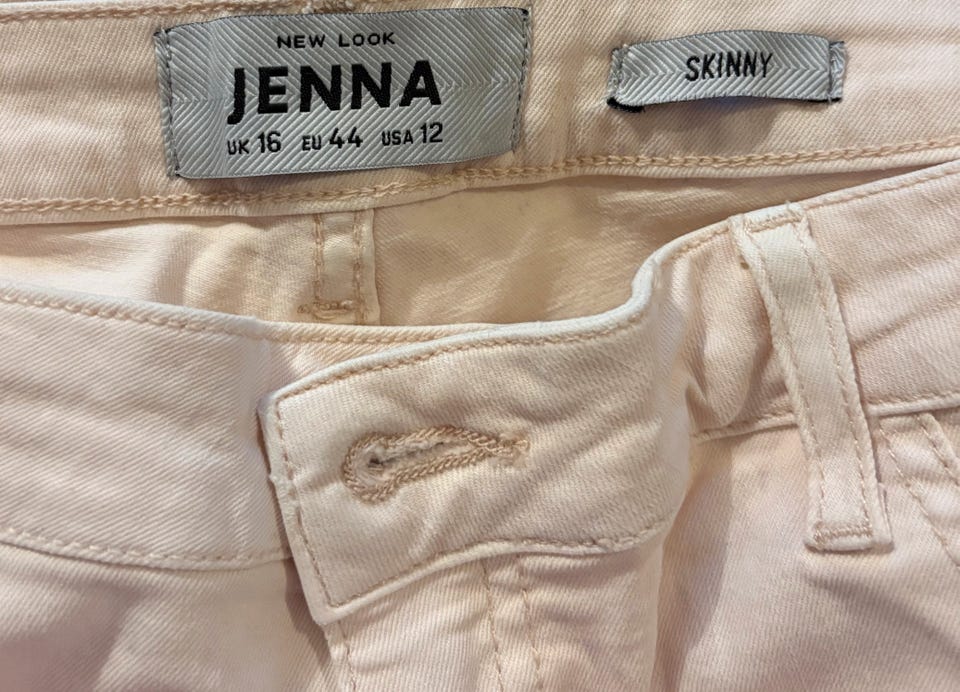 NEW LOOK
JENNA
UK 16 EU 44 USA 12
SKINNY